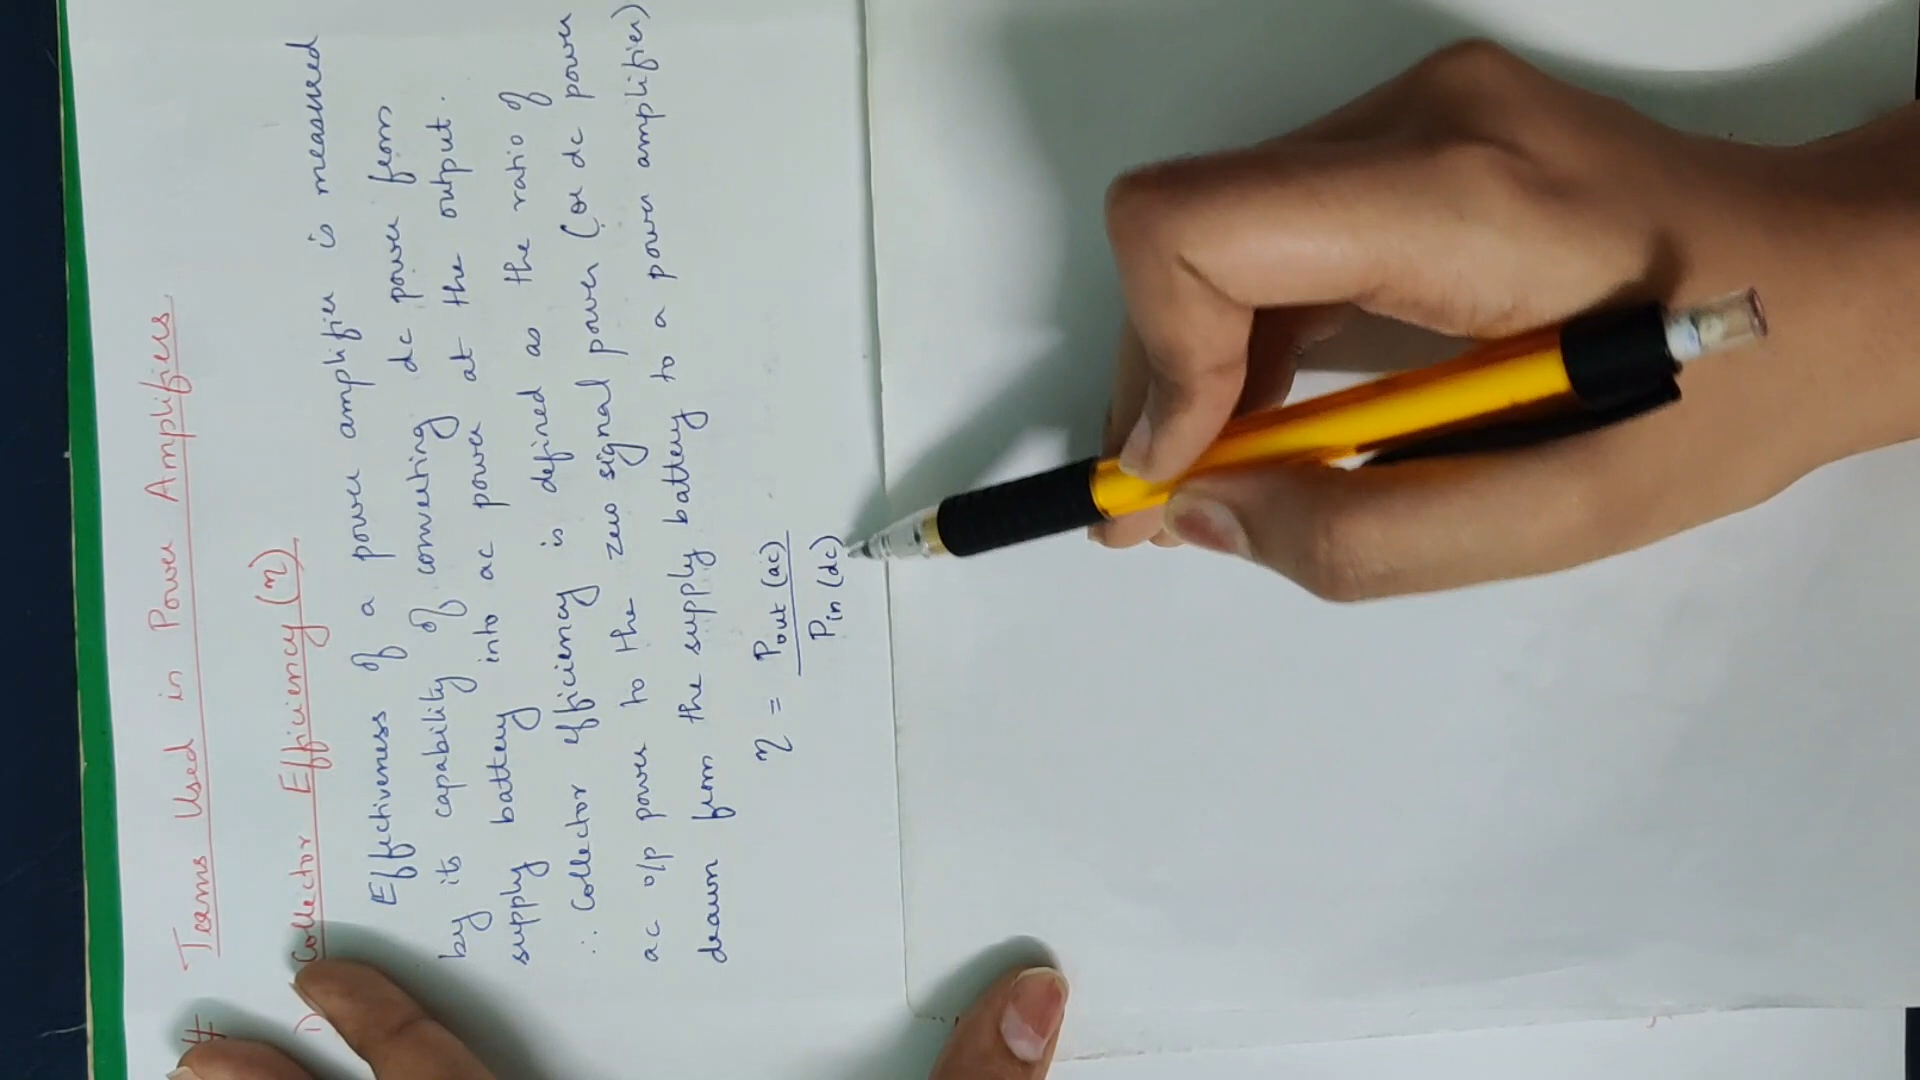 # Terms Used in Power Amplifiers
1) Collector Efficiency (η)
Effectiveness of a power amplifier is measured
by its capability of converting dc power from
supply battery into ac power at the output.
∴ Collector efficiency is defined as the ratio of
ac o/p power to the zero signal power (or dc power
drawn from the supply battery to a power amplifier)
η = Pout (ac)
Pin (dc)